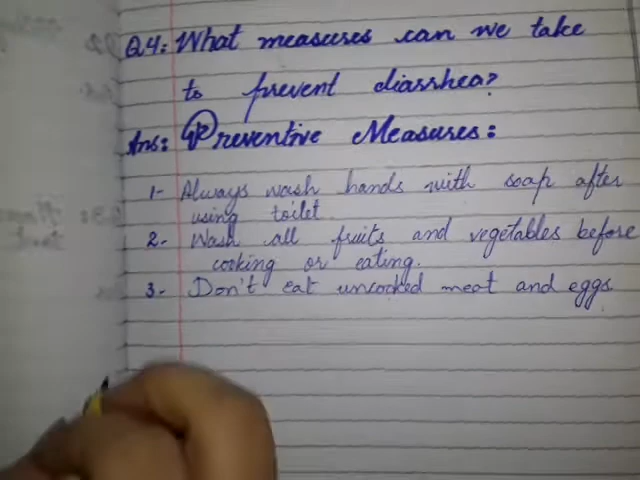 Q4: What measures can we take
to prevent diarrhea?
Ans: Preventive Measures:
1- Always wash hands with soap after
using toilet.
2- Wash all fruits and vegetables before
cooking or eating.
3- Don't eat uncooked meat and eggs.